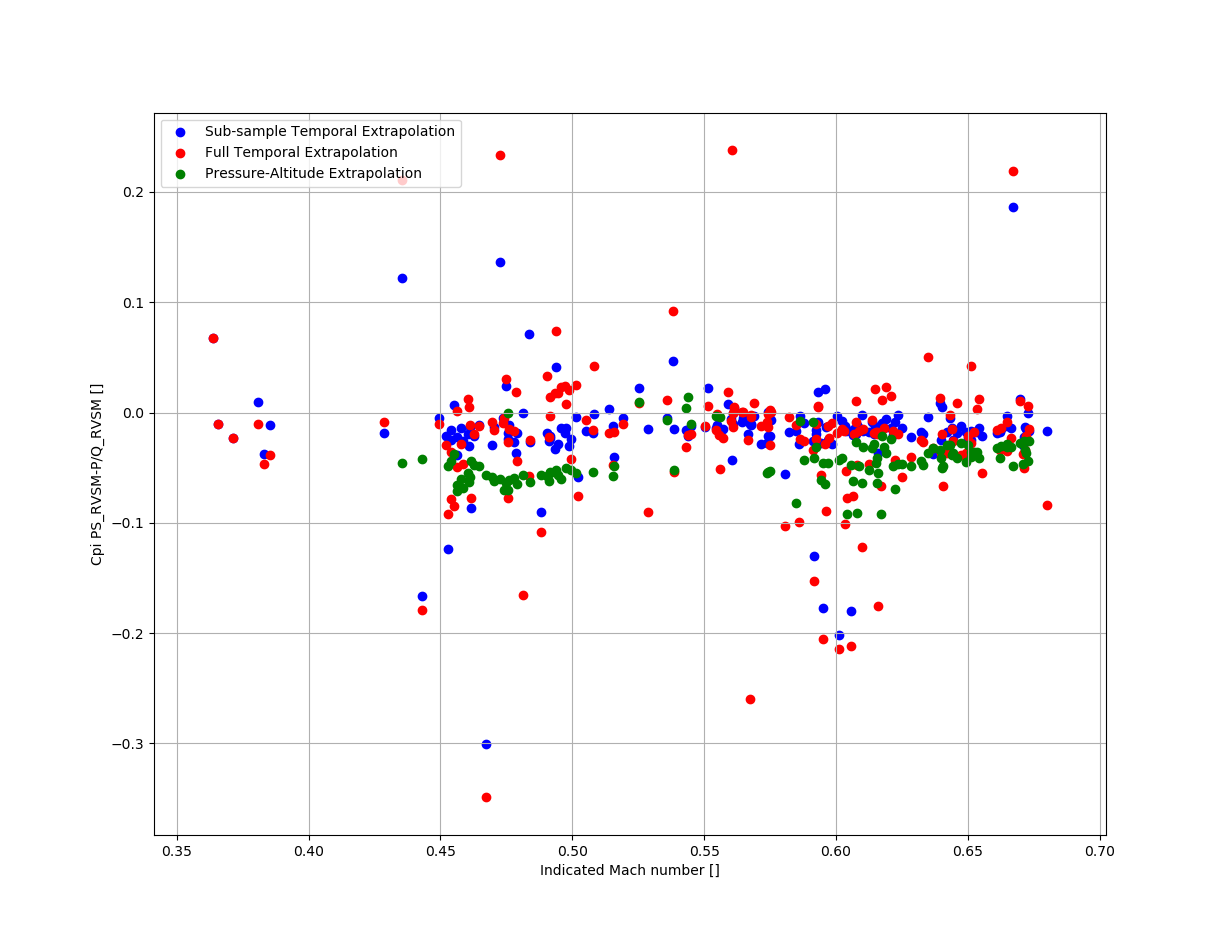 Sub-sample Temporal Extrapolation
Full Temporal Extrapolation
Pressure-Altitude Extrapolation
0.2
0.1
0.0
−0.1
−0.2
−0.3
Cpi PS_RVSM-P/Q_RVSM []
0.35 0.40 0.45 0.50 0.55 0.60 0.65 0.70
Indicated Mach number []